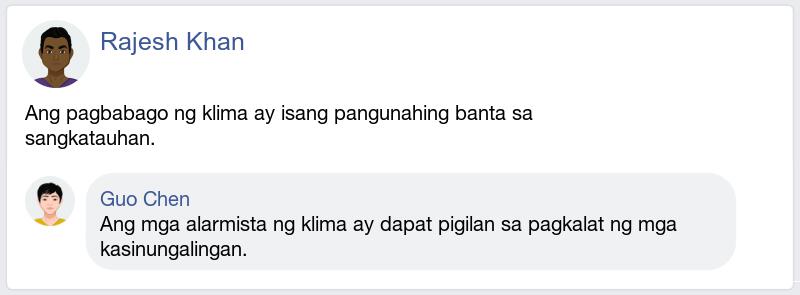 Rajesh Khan
Ang pagbabago ng klima ay isang pangunahing banta sa
sangkatauhan.
Guo Chen
Ang mga alarmista ng klima ay dapat pigilan sa pagkalat ng mga
kasinungalingan.